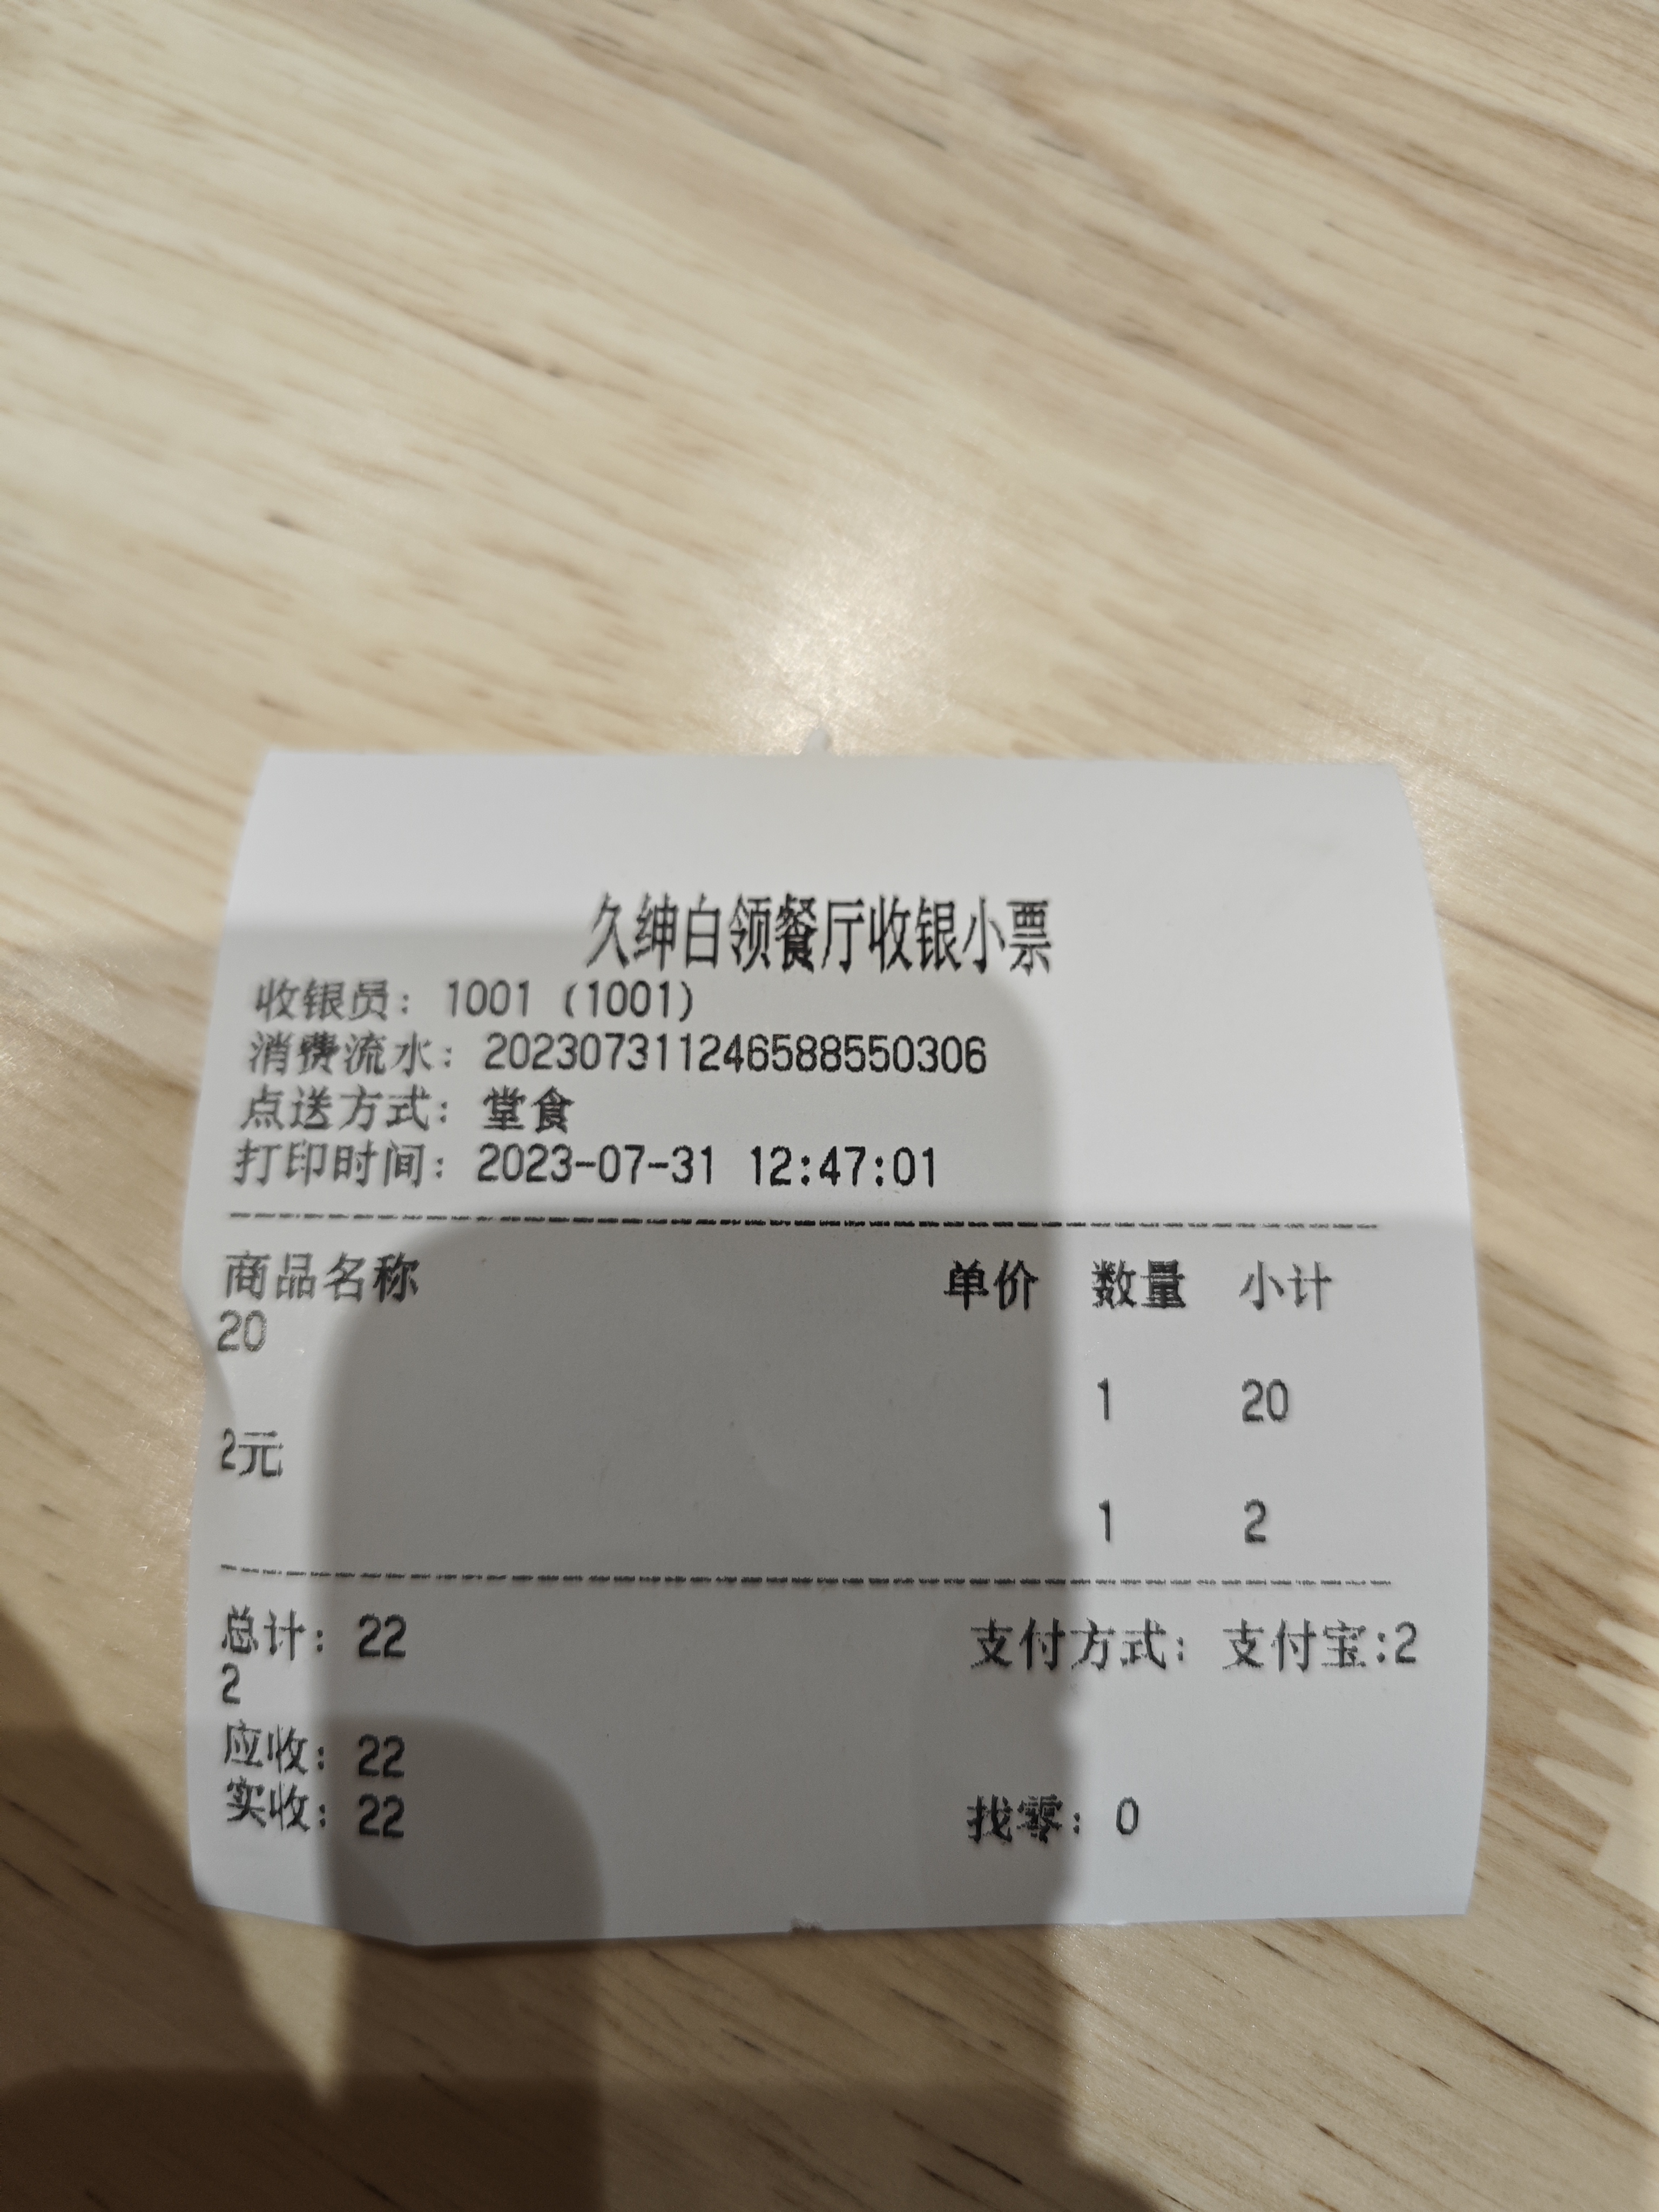 久绅白领餐厅收银小票
收银员: 1001 (1001)
消费流水: 2023073112465885503​06
点送方式: 堂食
打印时间: 2023-07-31 12:47:01
商品名称 单价 数量 小计
20
1 20
2元
1 2
总计: 22 支付方式: 支付宝:2
2
应收: 22
实收: 22 找零: 0